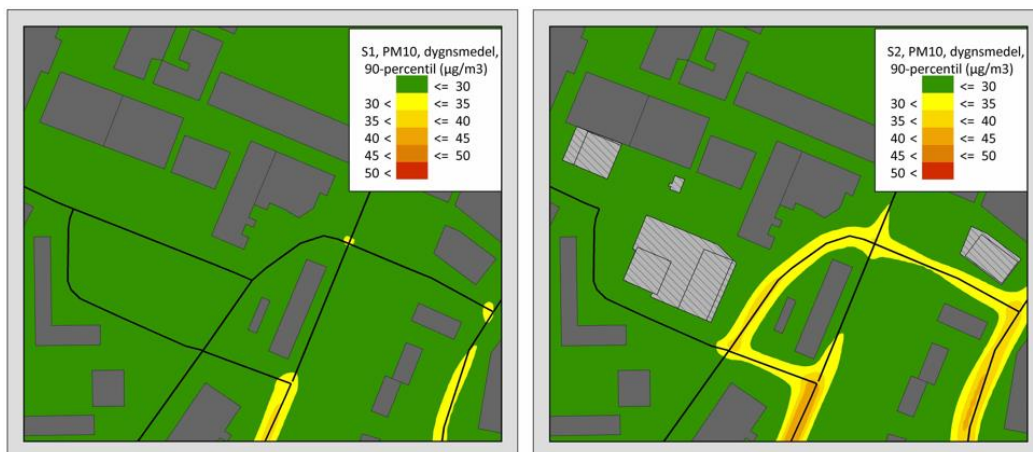 S1, PM10, dygnsmedel,
90-percentil (µg/m3)
<= 30
30 < <= 35
35 < <= 40
40 < <= 45
45 < <= 50
50 <
S2, PM10, dygnsmedel,
90-percentil (µg/m3)
<= 30
30 < <= 35
35 < <= 40
40 < <= 45
45 < <= 50
50 <